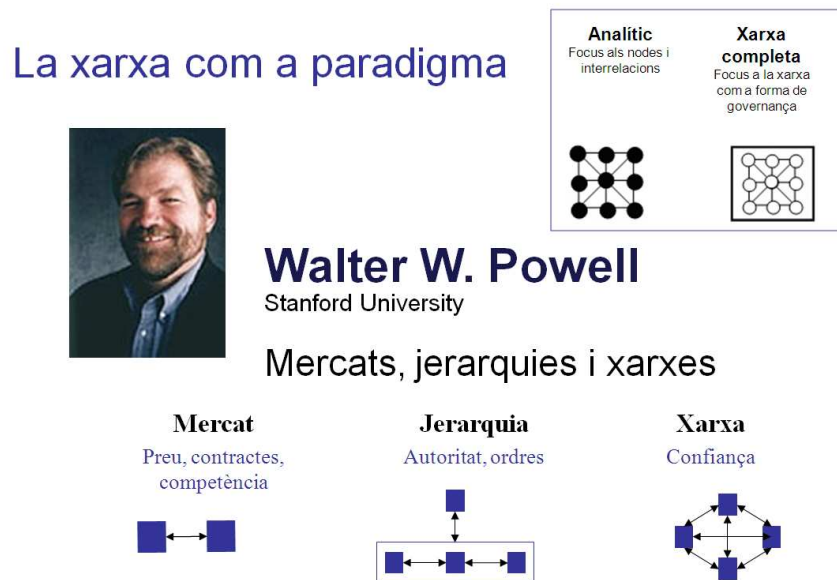 La xarxa com a paradigma
Analític
Focus als nodes i
interrelacions
Xarxa
completa
Focus a la xarxa
com a forma de
governança
Walter W. Powell
Stanford University
Mercats, jerarquies i xarxes
Mercat
Preu, contractes,
competència
Jerarquia
Autoritat, ordres
Xarxa
Confiança